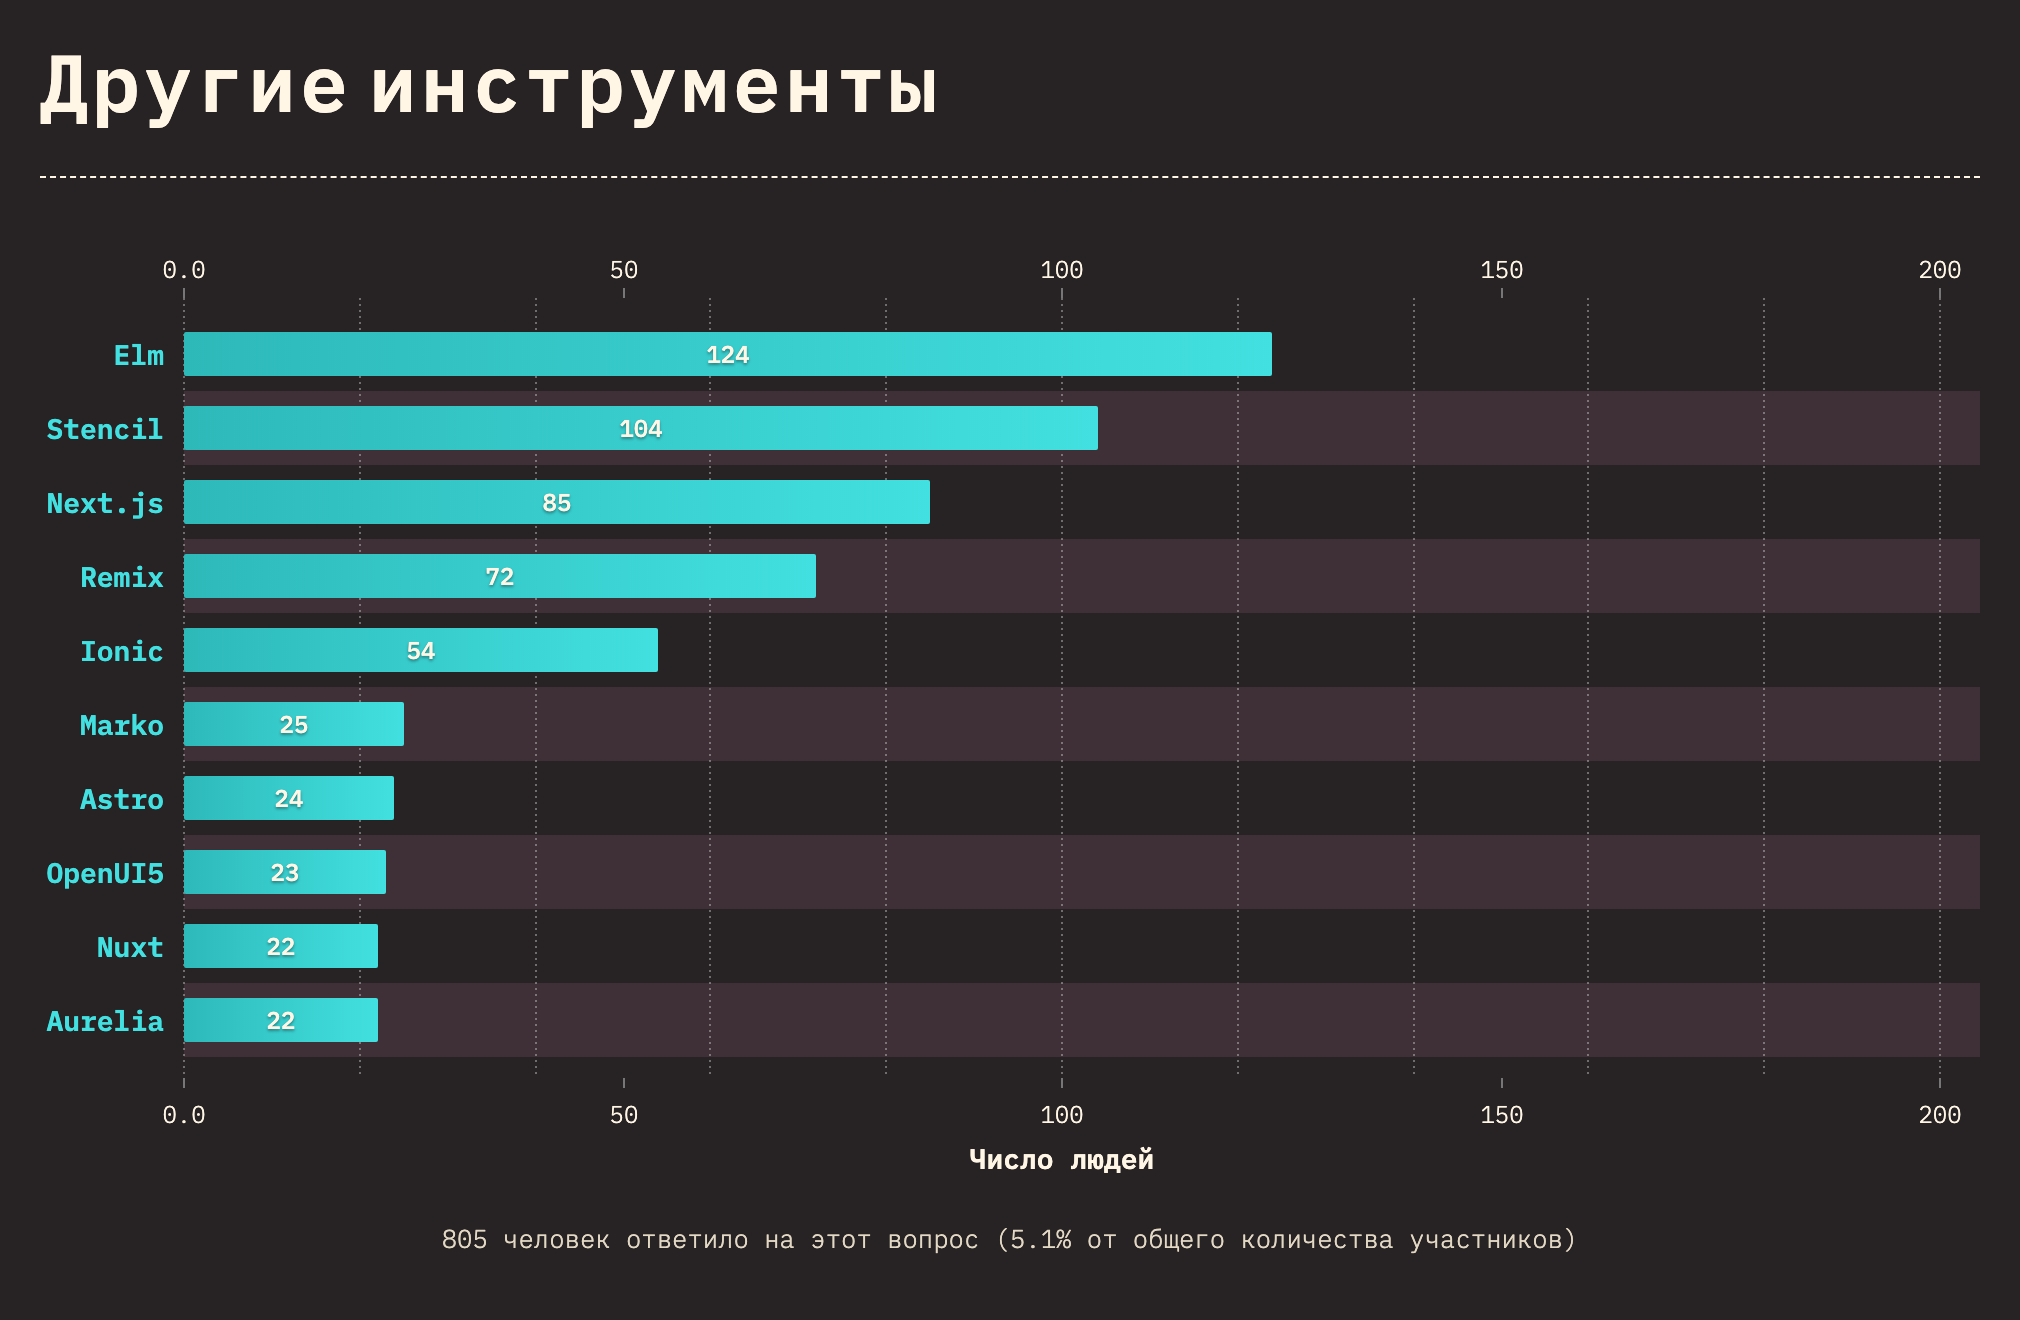 Другие инструменты
0.0 50 100 150 200
Elm 124
Stencil 104
Next.js 85
Remix 72
Ionic 54
Marko 25
Astro 24
OpenUI5 23
Nuxt 22
Aurelia 22
0.0 50 100 150 200
Число людей
805 человек ответило на этот вопрос (5.1% от общего количества участников)